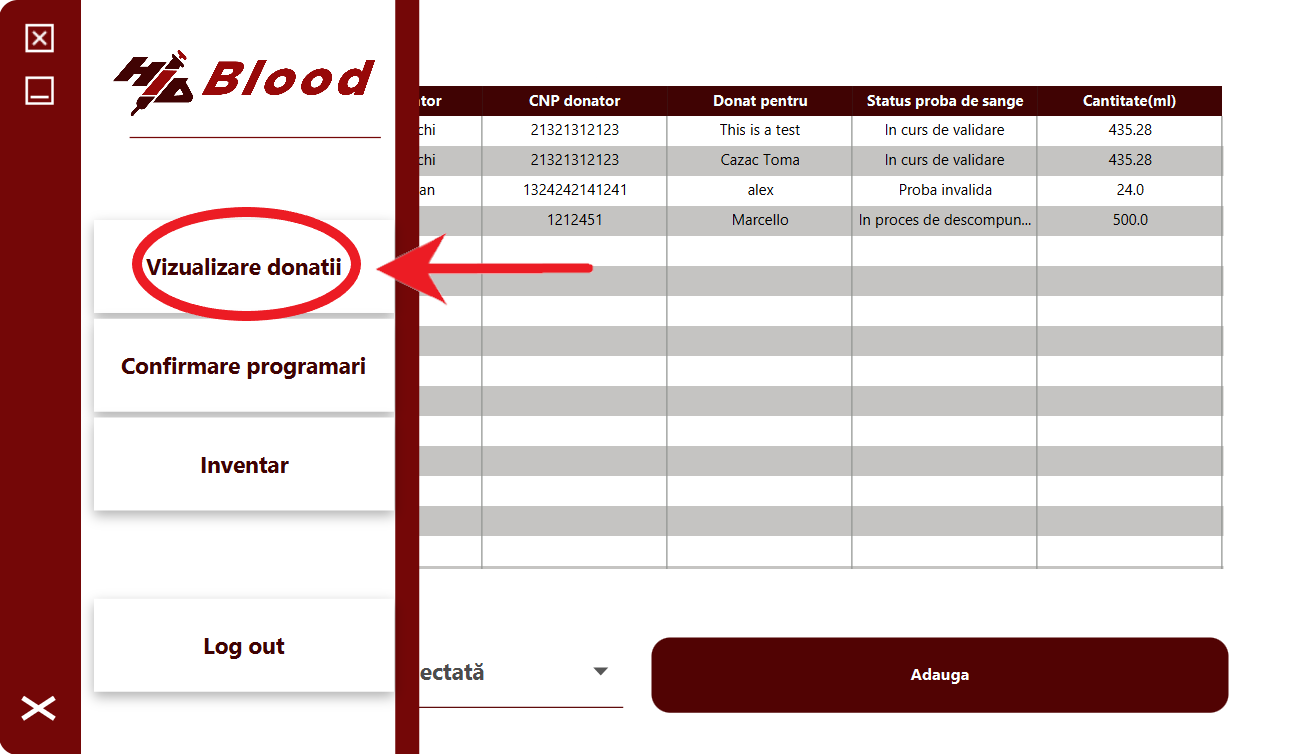 Blood
Vizualizare donatii
Confirmare programari
Inventar
Log out
tor CNP donator Donat pentru Status proba de sange Cantitate(ml)
chi 21321312123 This is a test In curs de validare 435.28
chi 21321312123 Cazac Toma In curs de validare 435.28
an 1324242141241 alex Proba invalida 24.0
1212451 Marcello In proces de descompun... 500.0
ectată
Adauga